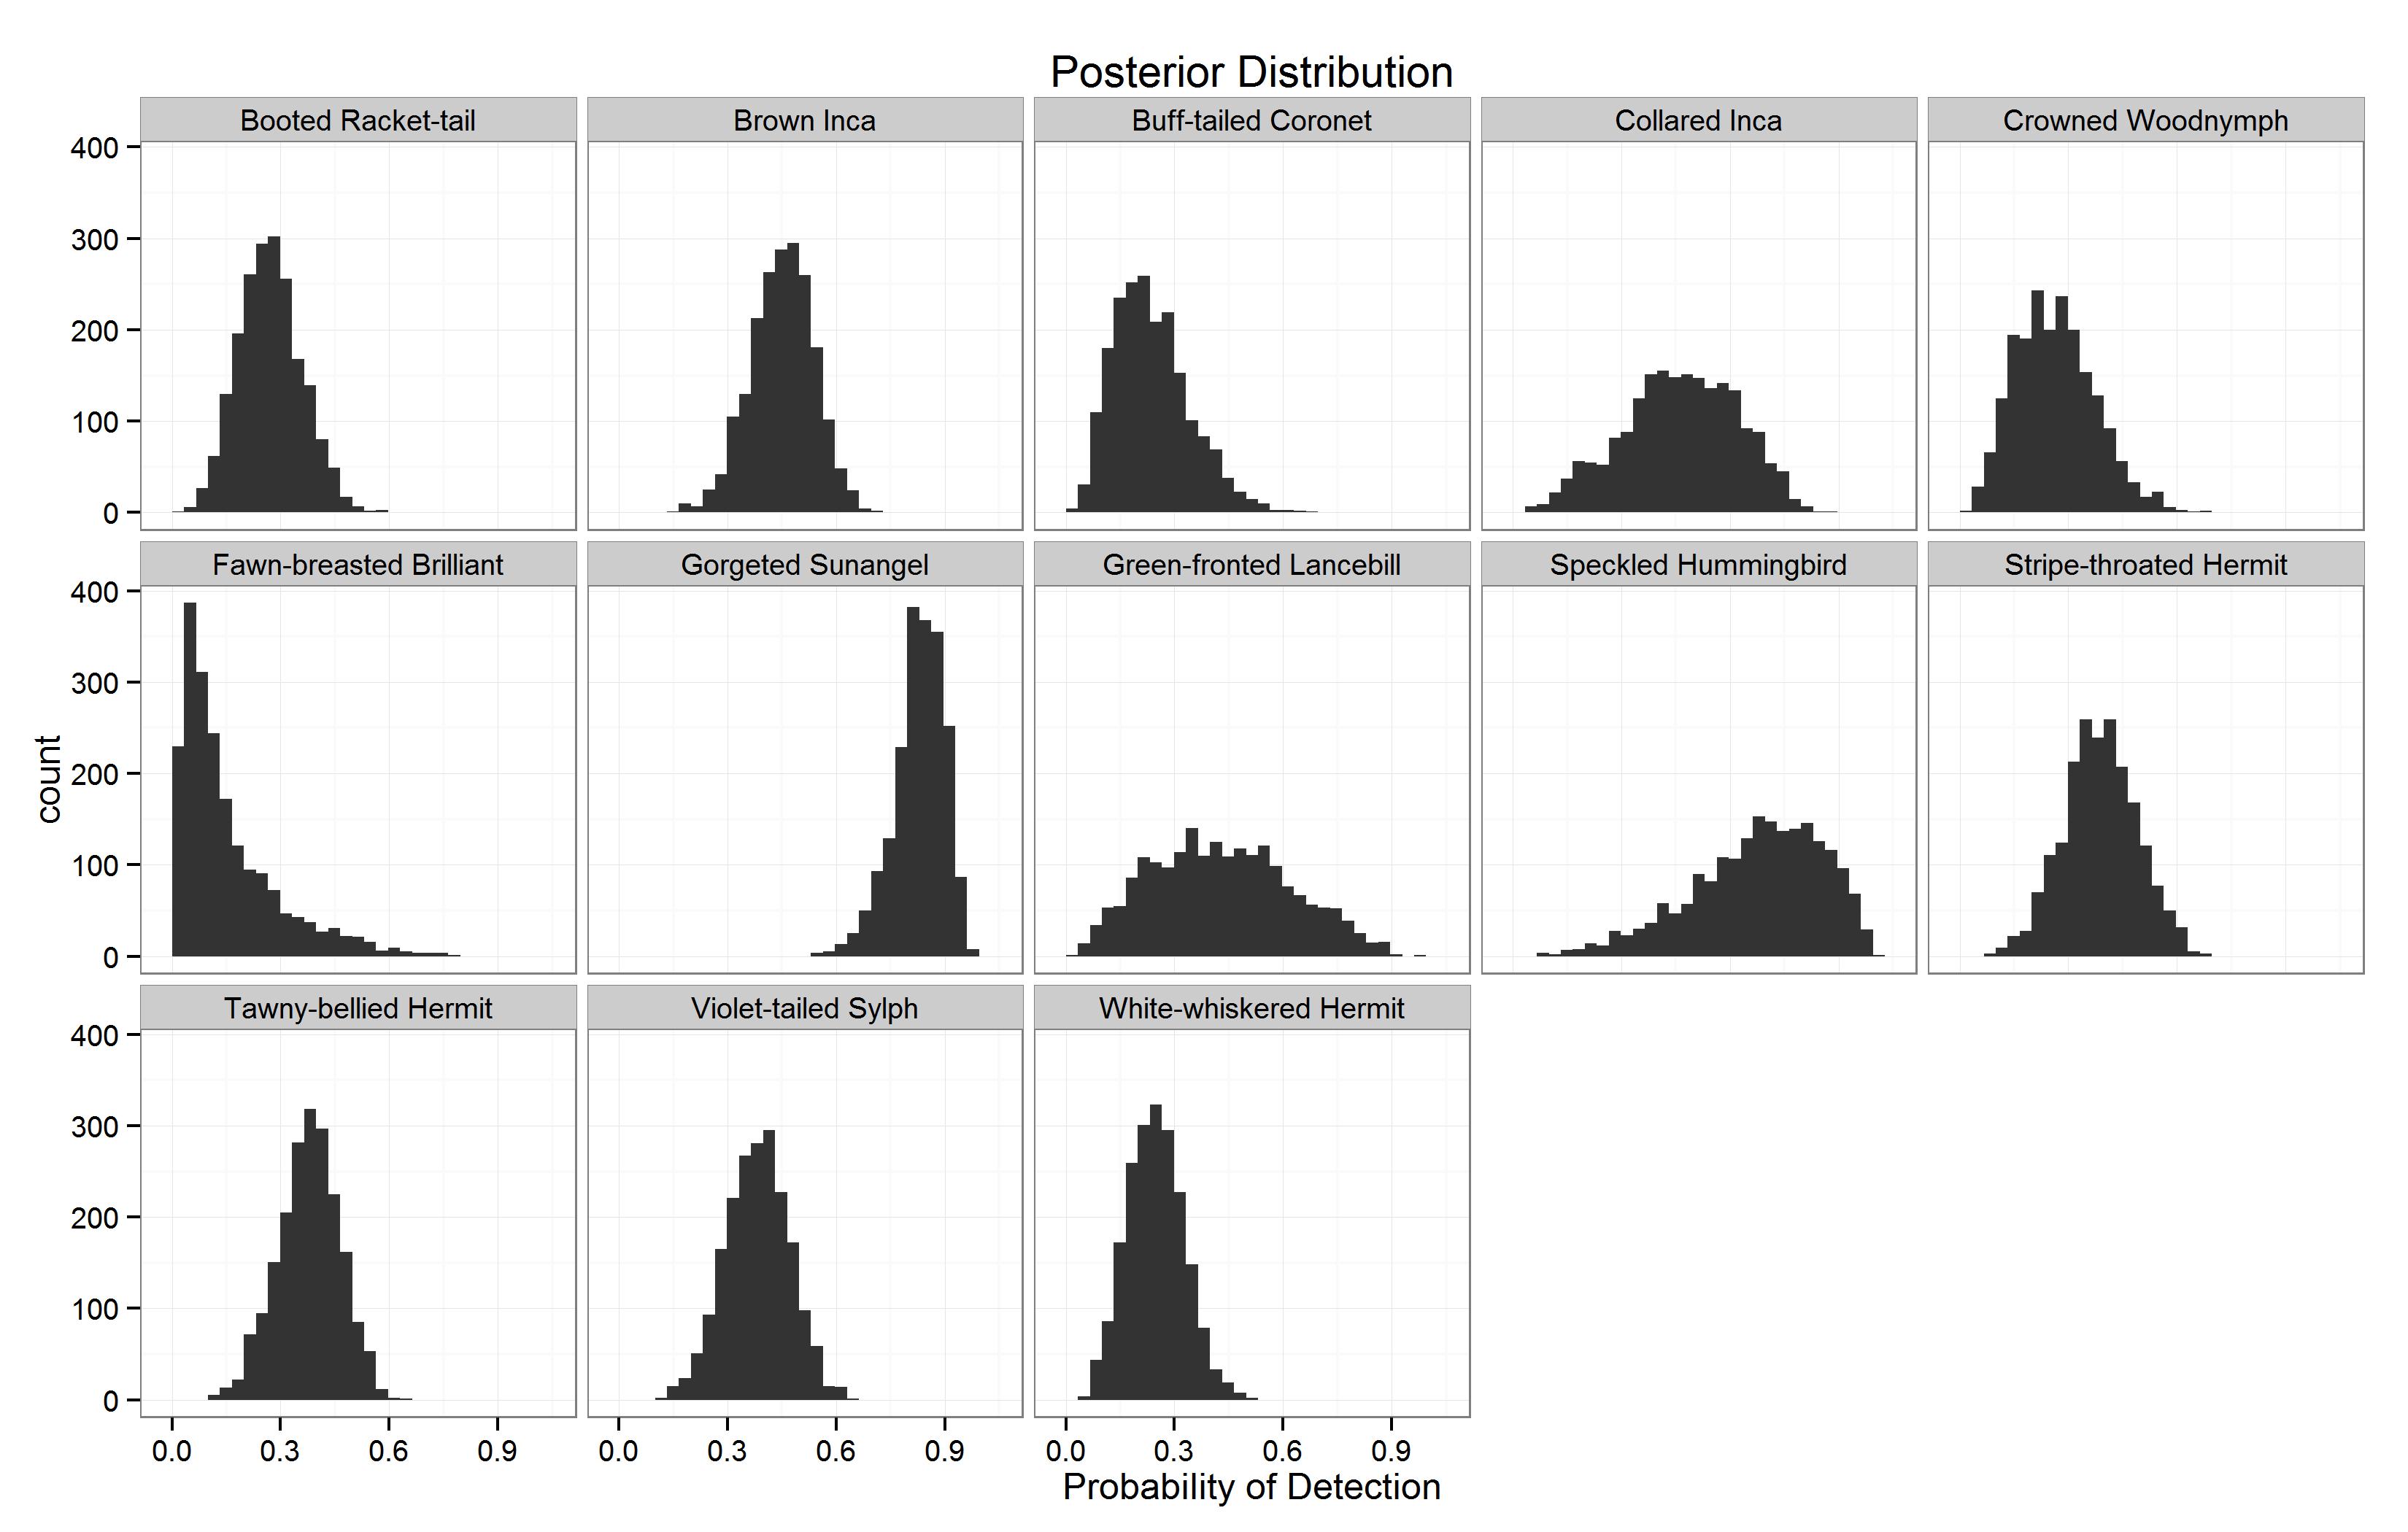 Posterior Distribution
Booted Racket-tail Brown Inca Buff-tailed Coronet Collared Inca Crowned Woodnymph
400
300
200
100
0
Fawn-breasted Brilliant Gorgeted Sunangel Green-fronted Lancebill Speckled Hummingbird Stripe-throated Hermit
400
300
200
100
0
count
Tawny-bellied Hermit Violet-tailed Sylph White-whiskered Hermit
400
300
200
100
0
0.0 0.3 0.6 0.9 0.0 0.3 0.6 0.9 0.0 0.3 0.6 0.9
Probability of Detection